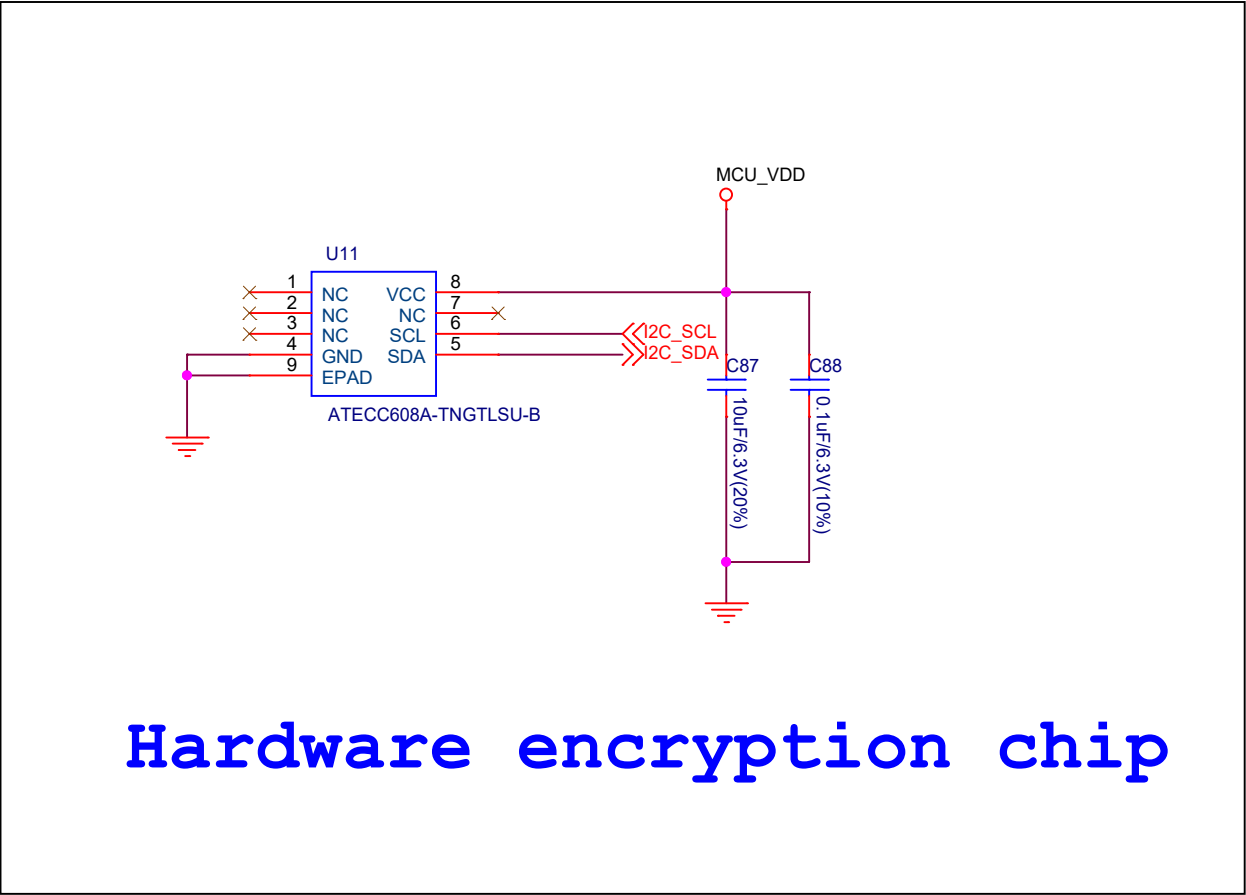 MCU_VDD
U11
1 NC VCC 8
2 NC NC 7
3 NC SCL 6 I2C_SCL
4 GND SDA 5 I2C_SDA
9 EPAD
ATECC608A-TNGTLSU-B
C87
10uF/6.3V(20%)
C88
0.1uF/6.3V(10%)
Hardware encryption chip